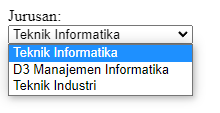 Jurusan:
Teknik Informatika
Teknik Informatika
D3 Manajemen Informatika
Teknik Industri